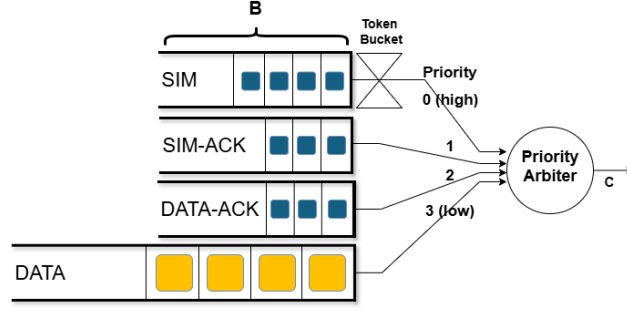 B
Token
Bucket
SIM
Priority
0 (high)
SIM-ACK
1
Priority
Arbiter
C
DATA-ACK
2
3 (low)
DATA